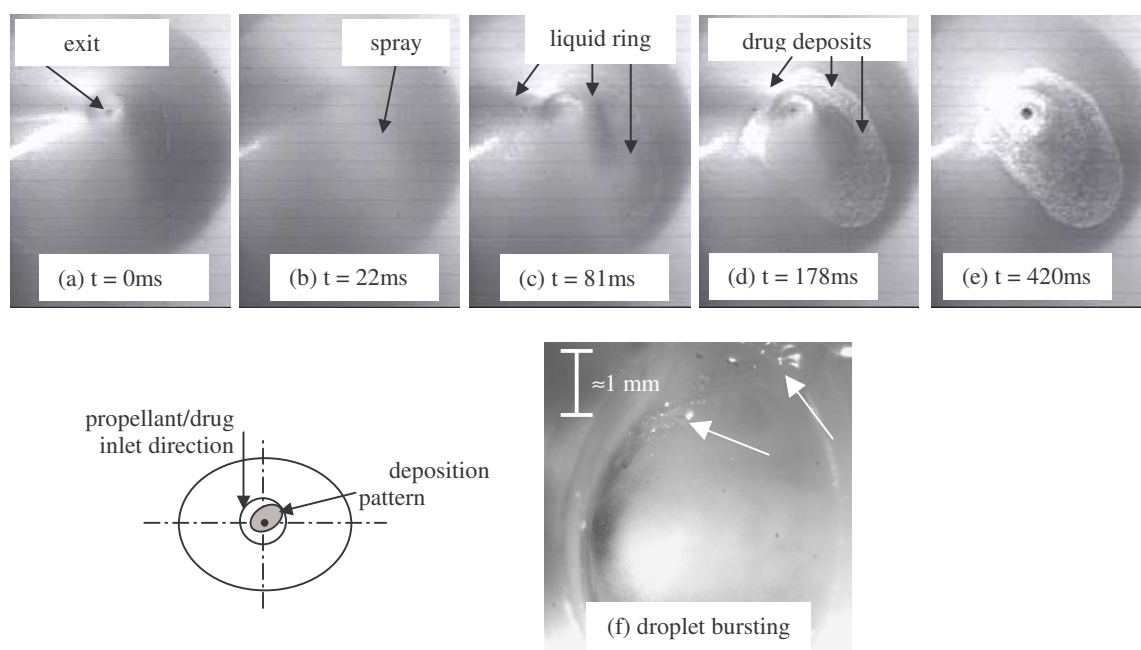 exit
spray
liquid ring
drug deposits
(a) t = 0ms
(b) t = 22ms
(c) t = 81ms
(d) t = 178ms
(e) t = 420ms
propellant/drug
inlet direction
deposition
pattern
≈1 mm
(f) droplet bursting